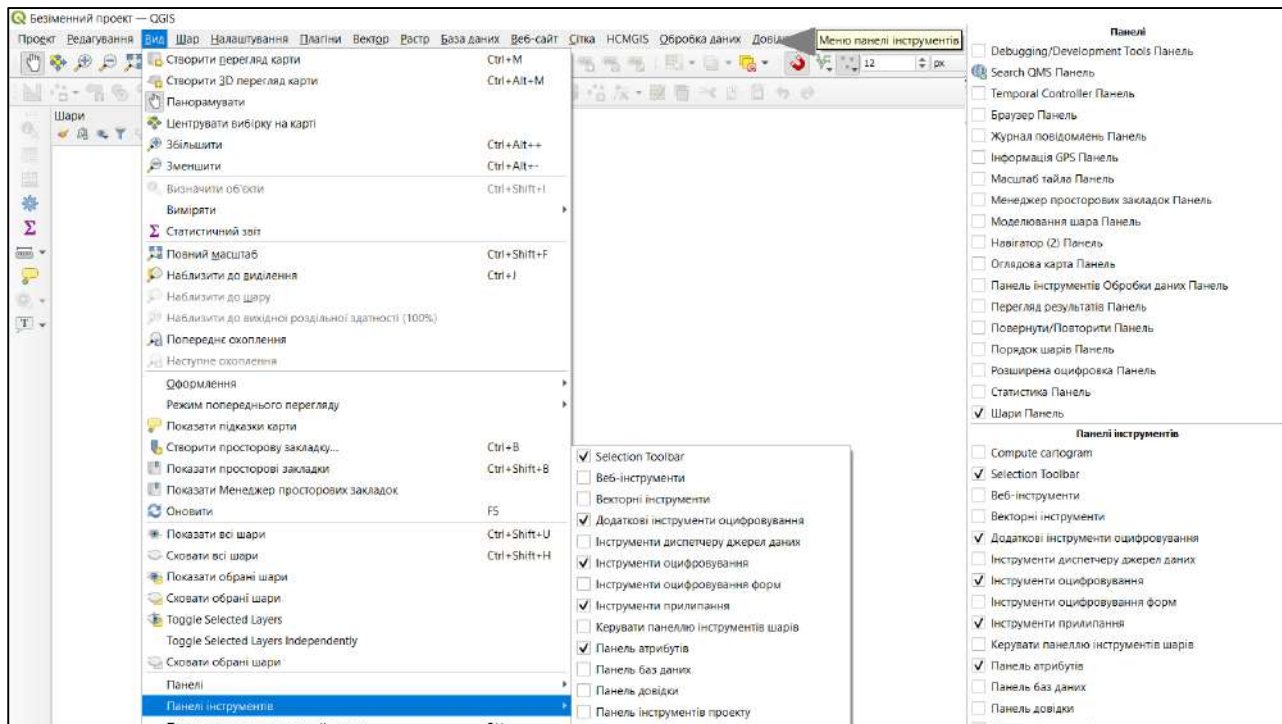 Безіменний проект — QGIS
Проект Редагування Вид Шар Налаштування Плагіни Вектор Растр База даних Веб-сайт Сітка HCMGIS Обробка даних Довід
Меню панелі інструментів
12 px
Шари
Створити перегляд карти Ctrl+M
Створити 3D перегляд карти Ctrl+Alt+M
Панорамувати
Центрувати вибірку на карті
Збільшити Ctrl+Alt++
Зменшити Ctrl+Alt+-
Визначити об'єкти Ctrl+Shift+I
Виміряти
Статистичний звіт
Повний масштаб Ctrl+Shift+F
Наблизити до виділення Ctrl+J
Наблизити до шару
Наблизити до вихідної роздільної здатності (100%)
Попереднє охоплення
Наступне охоплення
Оформлення
Режим попереднього перегляду
Показати підказки карти
Створити просторову закладку... Ctrl+B
Показати просторові закладки Ctrl+Shift+B
Показати Менеджер просторових закладок
Оновити F5
Показати всі шари Ctrl+Shift+U
Сховати всі шари Ctrl+Shift+H
Показати обрані шари
Сховати обрані шари
Toggle Selected Layers
Toggle Selected Layers Independently
Сховати обрані шари
Панелі
Панелі інструментів
Selection Toolbar
Веб-інструменти
Векторні інструменти
Додаткові інструменти оцифровування
Інструменти диспетчеру джерел даних
Інструменти оцифровування
Інструменти оцифровування форм
Інструменти прилипання
Керувати панеллю інструментів шарів
Панель атрибутів
Панель баз даних
Панель довідки
Панель інструментів проекту
Панелі
Debugging/Development Tools Панель
Search QMS Панель
Temporal Controller Панель
Браузер Панель
Журнал повідомлень Панель
Інформація GPS Панель
Масштаб тайла Панель
Менеджер просторових закладок Панель
Моделювання шара Панель
Навігатор (2) Панель
Оглядова карта Панель
Панель інструментів Обробки даних Панель
Перегляд результатів Панель
Повернути/Повторити Панель
Порядок шарів Панель
Розширена оцифровка Панель
Статистика Панель
Шари Панель
Панелі інструментів
Compute cartogram
Selection Toolbar
Веб-інструменти
Векторні інструменти
Додаткові інструменти оцифровування
Інструменти диспетчеру джерел даних
Інструменти оцифровування
Інструменти оцифровування форм
Інструменти прилипання
Керувати панеллю інструментів шарів
Панель атрибутів
Панель баз даних
Панель довідки